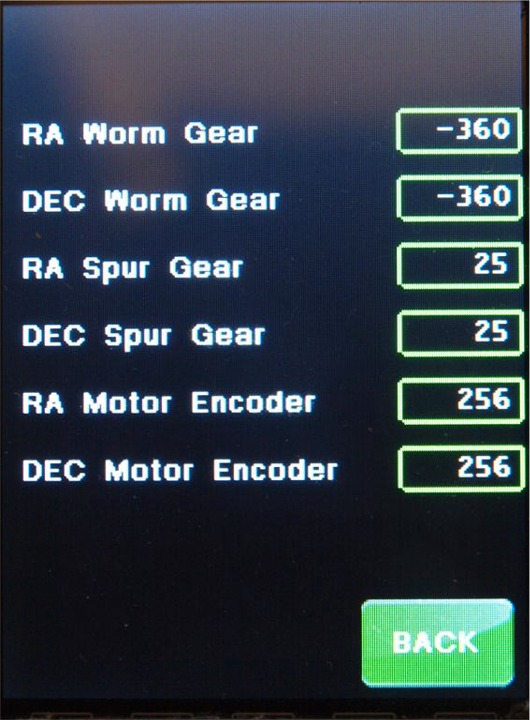 RA Worm Gear -360
DEC Worm Gear -360
RA Spur Gear 25
DEC Spur Gear 25
RA Motor Encoder 256
DEC Motor Encoder 256
BACK